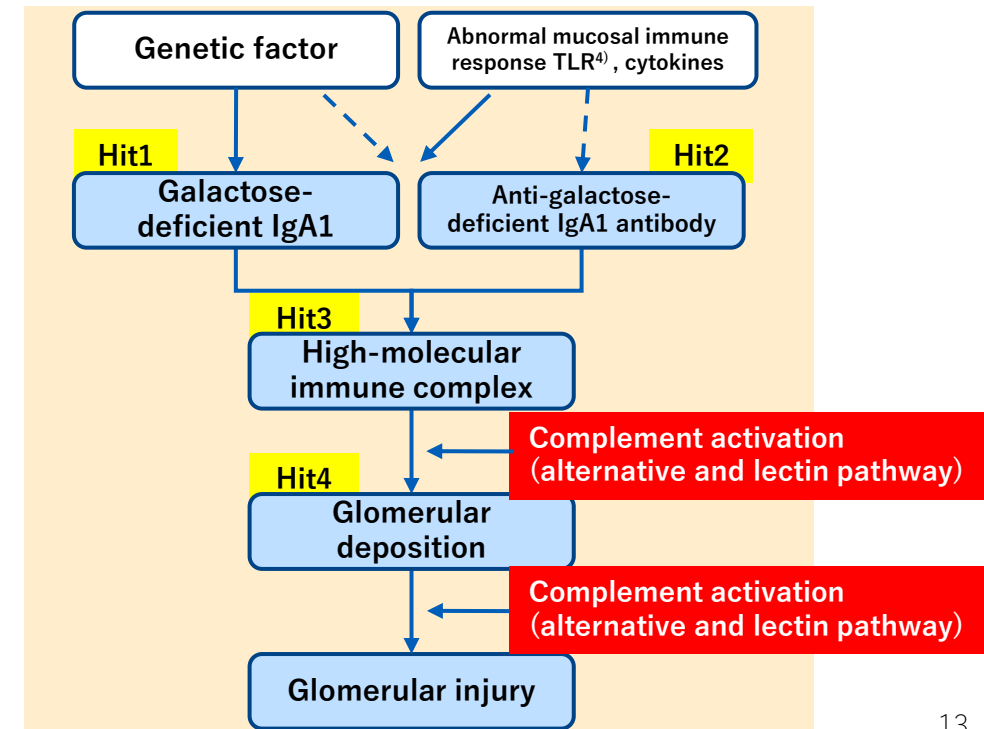 Genetic factor
Abnormal mucosal immune
response TLR4) , cytokines
Hit1
Hit2
Galactose-
deficient IgA1
Anti-galactose-
deficient IgA1 antibody
Hit3
High-molecular
immune complex
Complement activation
(alternative and lectin pathway)
Hit4
Glomerular
deposition
Complement activation
(alternative and lectin pathway)
Glomerular injury
13